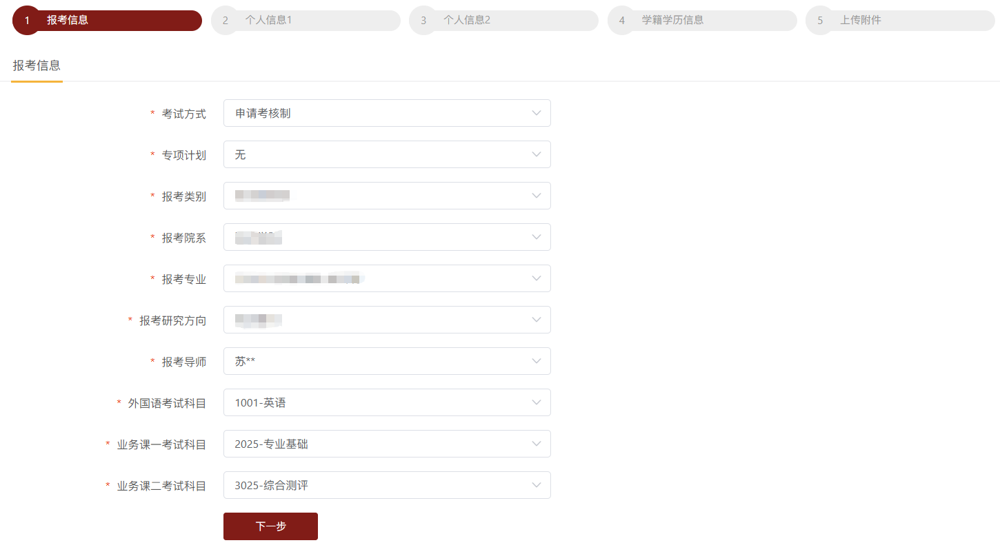 1 报考信息 2 个人信息1 3 个人信息2 4 学籍学历信息 5 上传附件
报考信息
* 考试方式 申请考核制
* 专项计划 无
* 报考类别
* 报考院系
* 报考专业
* 报考研究方向
* 报考导师 苏**
* 外国语考试科目 1001-英语
* 业务课一考试科目 2025-专业基础
* 业务课二考试科目 3025-综合测评
下一步